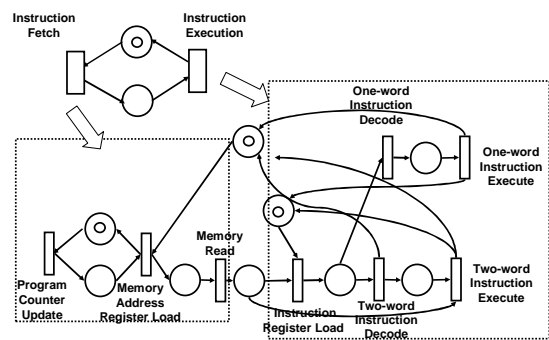 Instruction
Fetch
Instruction
Execution
One-word
Instruction
Decode
One-word
Instruction
Execute
Memory
Read
Program
Counter
Update
Memory
Address
Register Load
Instruction
Register Load
Two-word
Instruction
Decode
Two-word
Instruction
Execute